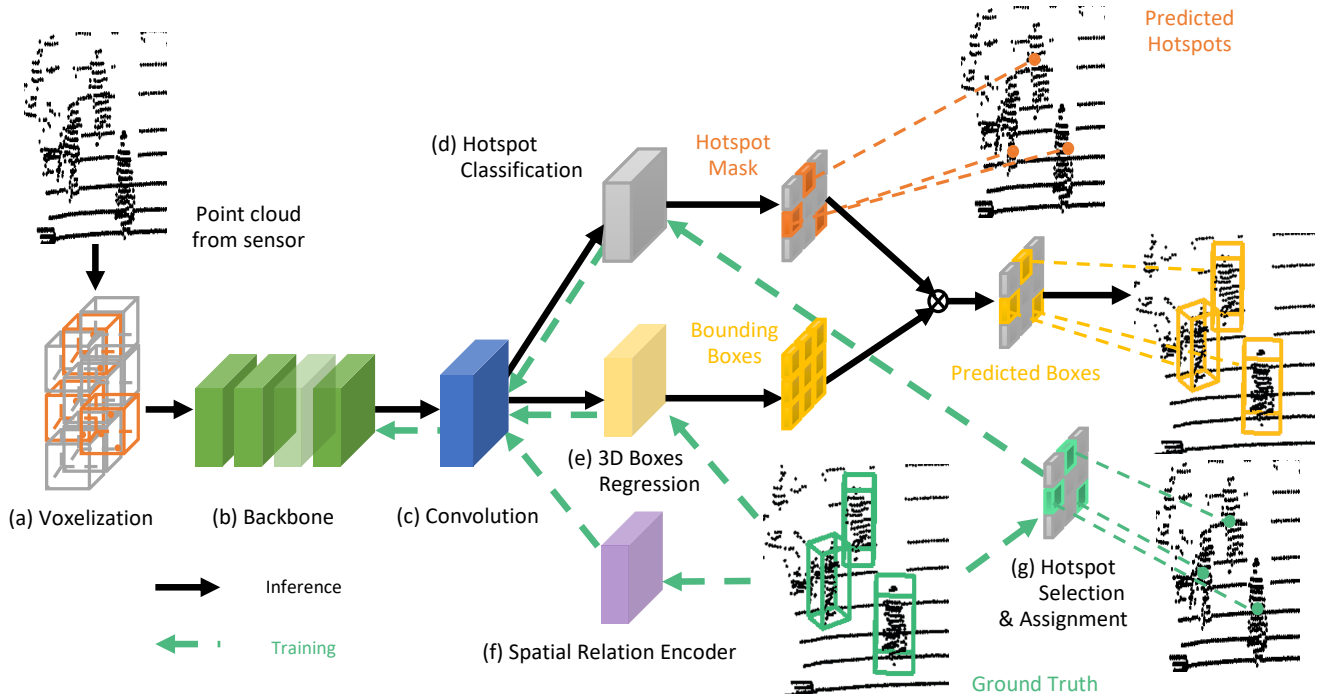 Predicted
Hotspots
(d) Hotspot
Classification
Hotspot
Mask
Point cloud
from sensor
Bounding
Boxes
Predicted Boxes
(e) 3D Boxes
Regression
(a) Voxelization
(b) Backbone
(c) Convolution
(g) Hotspot
Selection
& Assignment
Inference
Training
(f) Spatial Relation Encoder
Ground Truth